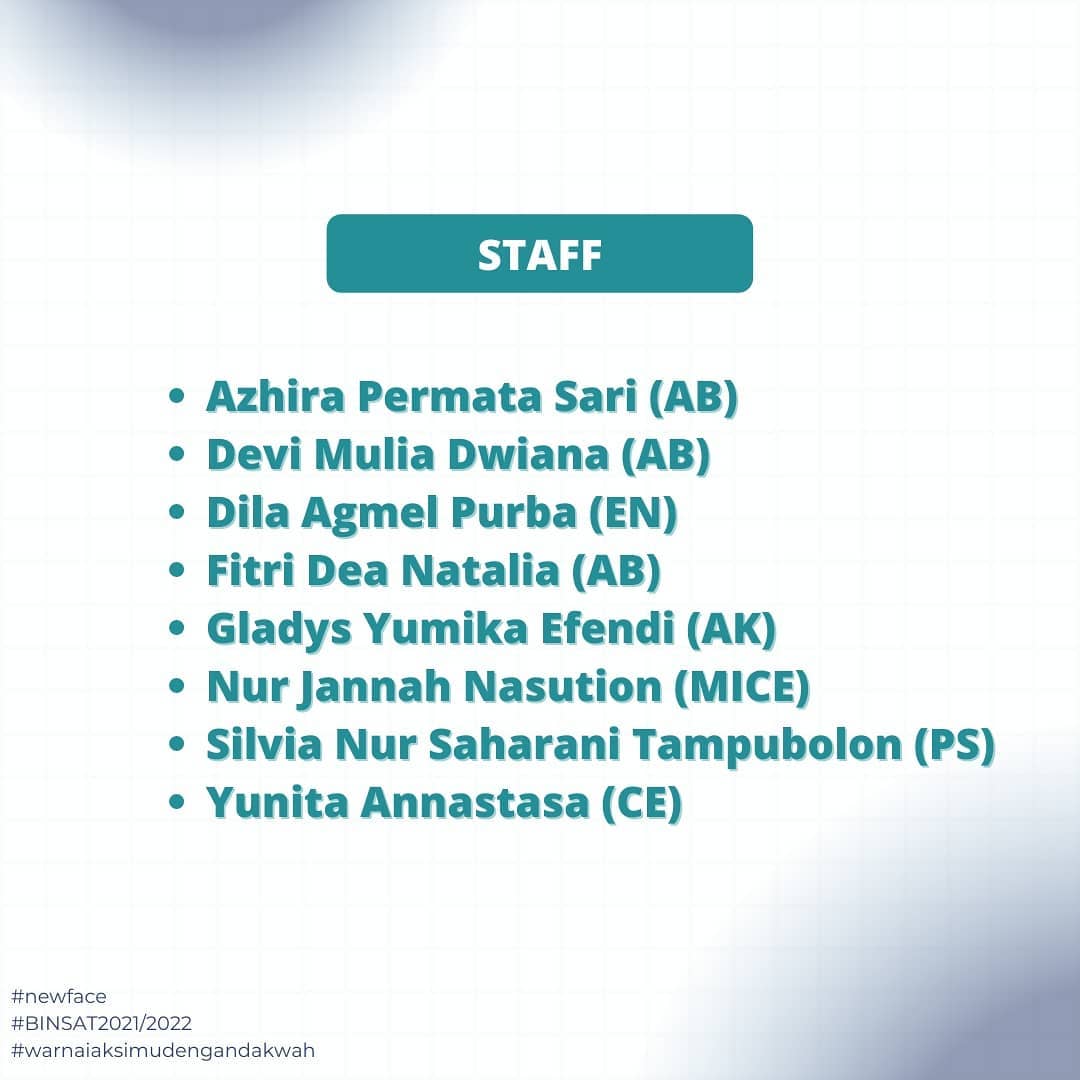 STAFF
• Azhira Permata Sari (AB)
• Devi Mulia Dwiana (AB)
• Dila Agmel Purba (EN)
• Fitri Dea Natalia (AB)
• Gladys Yumika Efendi (AK)
• Nur Jannah Nasution (MICE)
• Silvia Nur Saharani Tampubolon (PS)
• Yunita Annastasa (CE)
#newface
#BINSAT2021/2022
#warnaiaksimudengandakwah